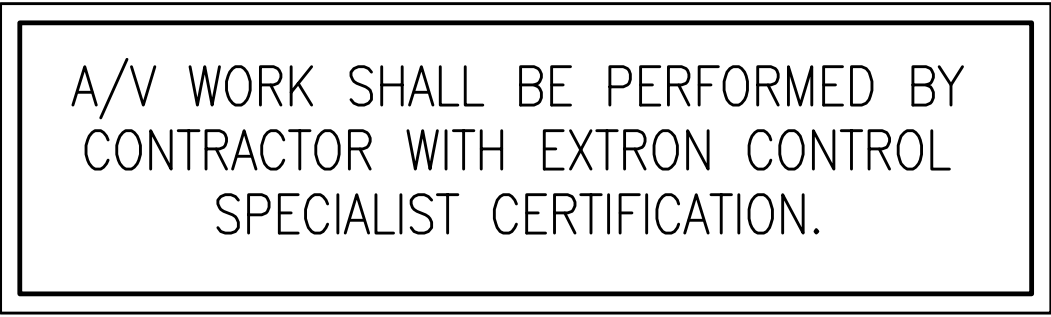 A/V WORK SHALL BE PERFORMED BY
CONTRACTOR WITH EXTRON CONTROL
SPECIALIST CERTIFICATION.